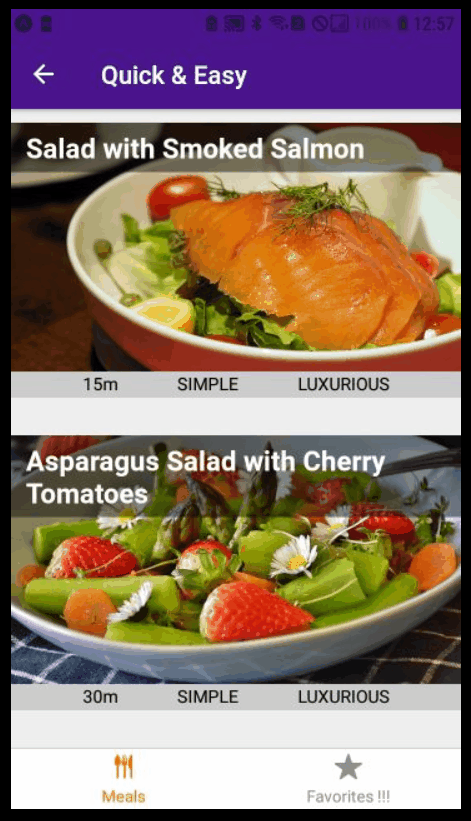 100% 12:57
Quick & Easy
Salad with Smoked Salmon
15m SIMPLE LUXURIOUS
Asparagus Salad with Cherry
Tomatoes
30m SIMPLE LUXURIOUS
Meals Favorites !!!